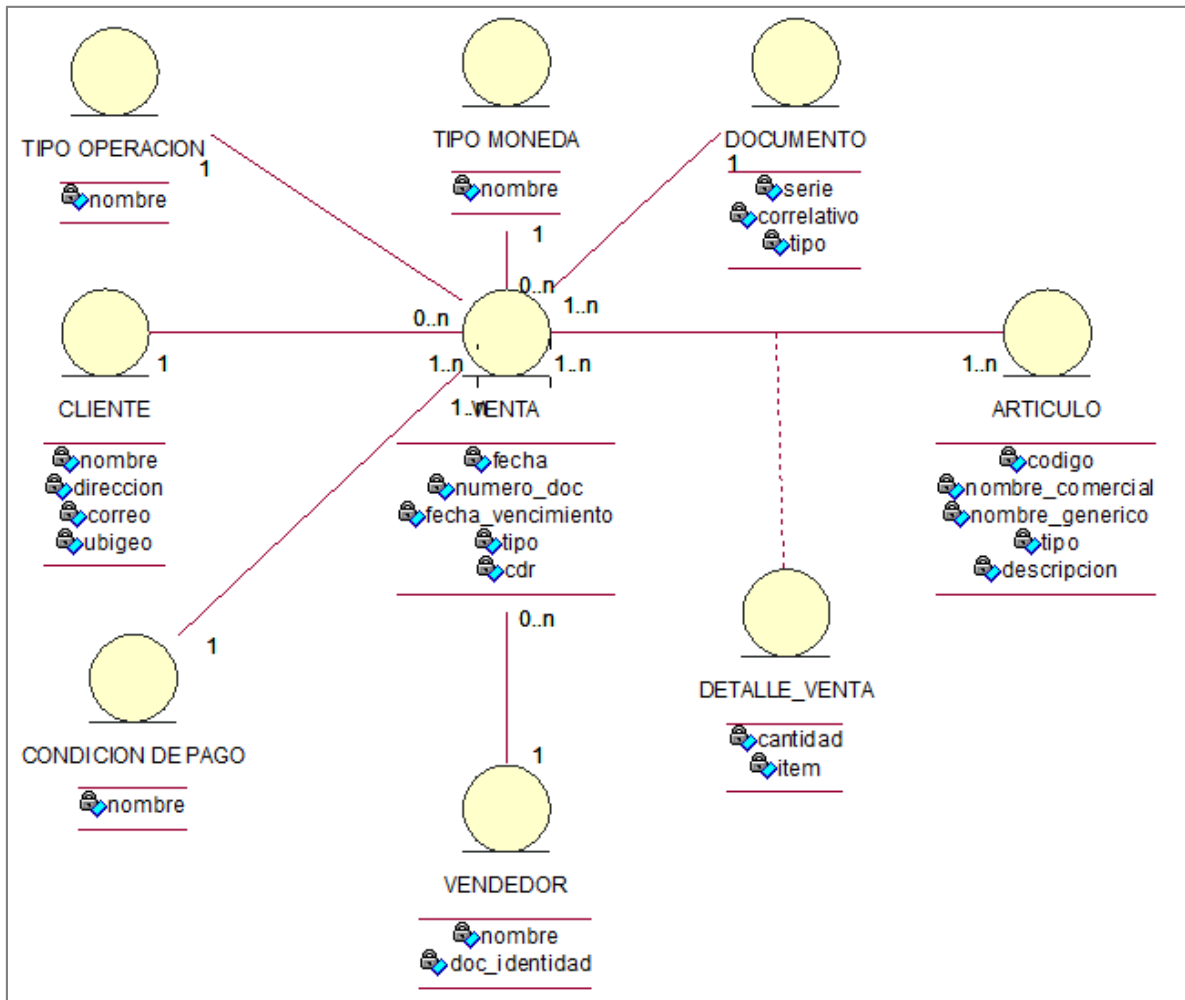 TIPO OPERACION
1
nombre
TIPO MONEDA
nombre
1
DOCUMENTO
1
serie
correlativo
tipo
0..n
1..n
0..n
1
1..n
1..n
1..n
1..n
CLIENTE
nombre
direccion
correo
ubigeo
VENTA
fecha
numero_doc
fecha_vencimiento
tipo
cdr
0..n
ARTICULO
codigo
nombre_comercial
nombre_generico
tipo
descripcion
1
CONDICION DE PAGO
nombre
DETALLE_VENTA
cantidad
item
1
VENDEDOR
nombre
doc_identidad